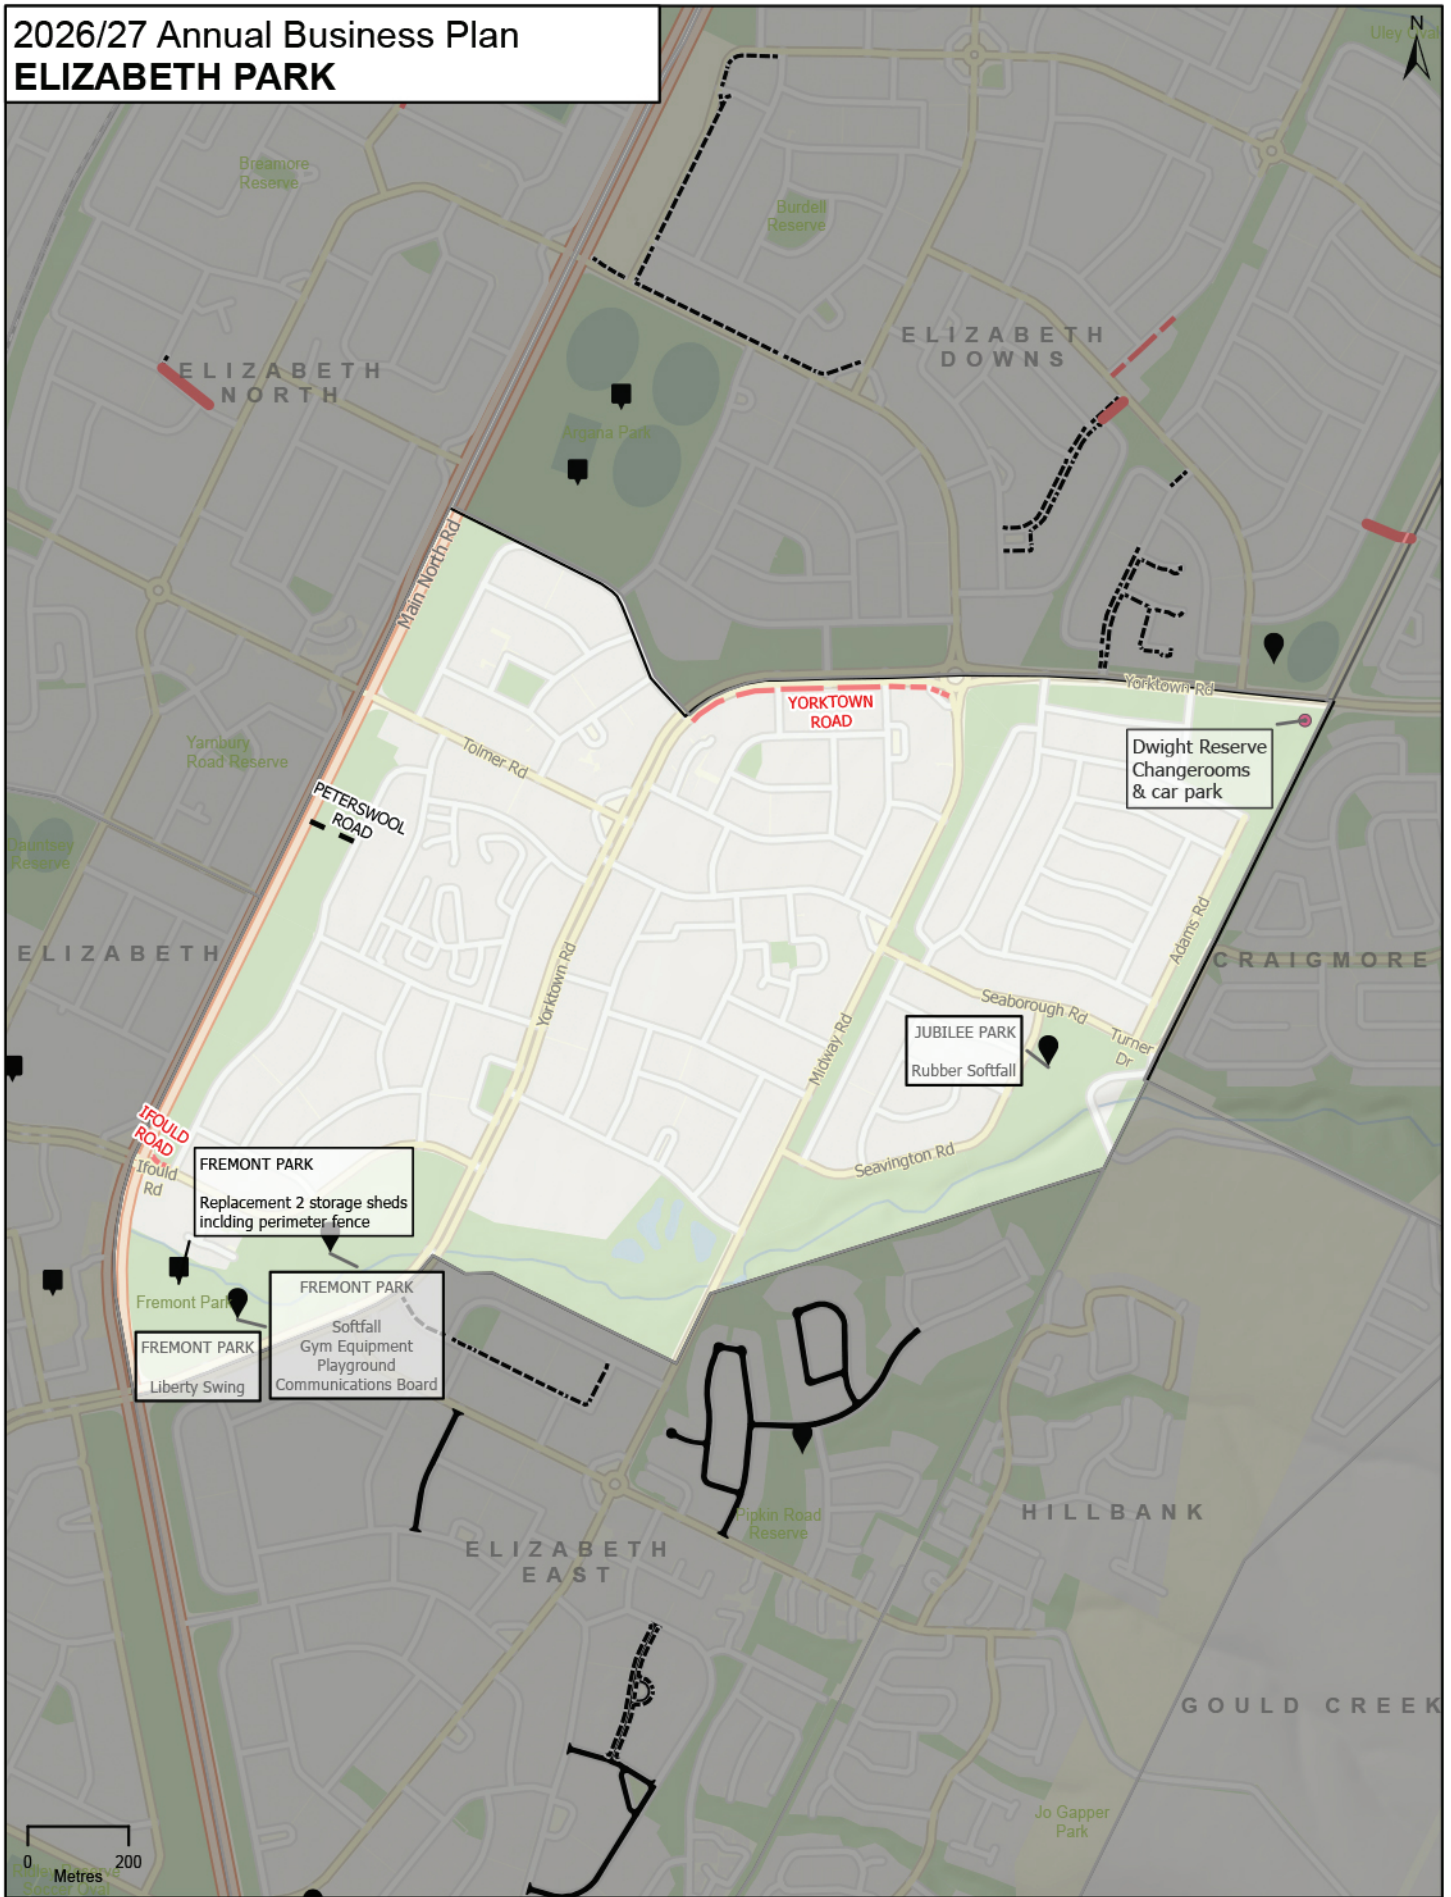 2026/27 Annual Business Plan
ELIZABETH PARK
N
Breamore
Reserve
Burdell
Reserve
ELIZABETH
DOWNS
ELIZABETH
NORTH
Argana Park
Main North Rd
Yorktown Rd
YORKTOWN
ROAD
Tolmer Rd
Yarnbury
Road Reserve
Dwight Reserve
Changerooms
& car park
PETERSWOOL
ROAD
Dauntsey
Reserve
ELIZABETH
Adams Rd
CRAIGMORE
Yorktown Rd
Seaborough Rd
JUBILEE PARK
Rubber Softfall
Turner
Dr
Midway Rd
IFOULD
ROAD
Ifould
Rd
Seavington Rd
FREMONT PARK
Replacement 2 storage sheds
inclding perimeter fence
Fremont Park
FREMONT PARK
Softfall
Gym Equipment
Playground
Communications Board
FREMONT PARK
Liberty Swing
Pipkin Road
Reserve
HILLBANK
ELIZABETH
EAST
GOULD CREEK
Jo Gapper
Park
0 200
Metres